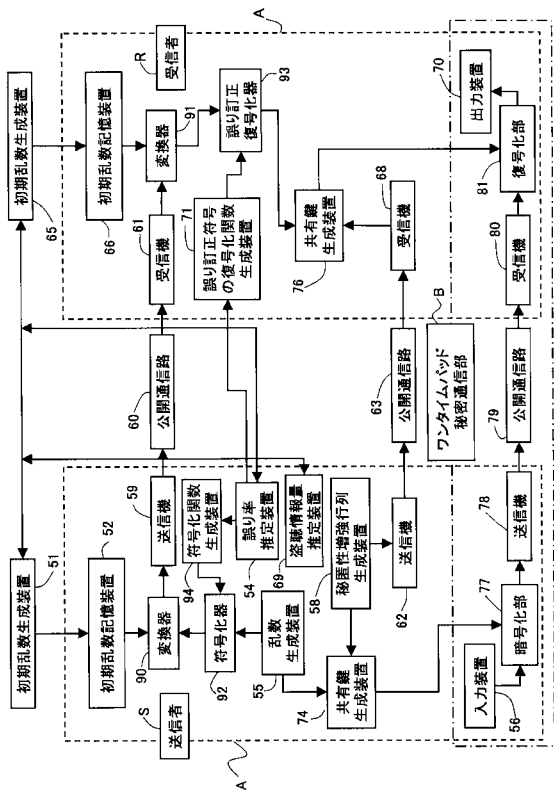 A
S
送信者
初期乱数生成装置
51
初期乱数記憶装置
52
変換器
90
送信機
59
符号化関数
生成装置
94
符号化器
92
乱数
生成装置
55
誤り率
推定装置
54
盗聴情報量
推定装置
69
秘匿性増強行列
生成装置
58
共有鍵
生成装置
74
送信機
62
入力装置
56
暗号化部
77
送信機
78
公開通信路
60
公開通信路
63
ワンタイムパッド
秘密通信部
B
公開通信路
79
初期乱数生成装置
65
初期乱数記憶装置
66
A
R
受信者
受信機
61
変換器
91
誤り訂正符号
の復号化関数
生成装置
71
誤り訂正
復号化器
93
共有鍵
生成装置
76
受信機
68
受信機
80
復号化部
81
出力装置
70